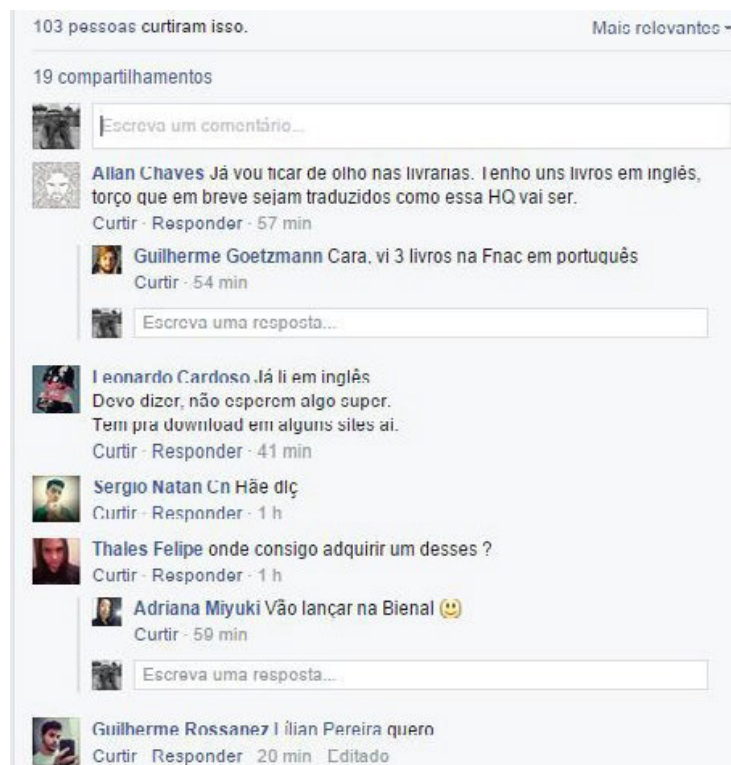 103 pessoas curtiram isso.
Mais relevantes
19 compartilhamentos
Escreva um comentário...
Allan Chaves Já vou ficar de olho nas livrarias. Tenho uns livros em inglês,
torço que em breve sejam traduzidos como essa HQ vai ser.
Curtir · Responder · 57 min
Guilherme Goetzmann Cara, vi 3 livros na Fnac em português
Curtir · 54 min
Escreva uma resposta...
Leonardo Cardoso Já li em inglês
Devo dizer, não esperem algo super.
Tem pra download em alguns sites ai.
Curtir · Responder · 41 min
Sergio Natan Cn Hãe
Curtir · Responder · 1 h
Thales Felipe onde consigo adquirir um desses ?
Curtir · Responder · 1 h
Adriana Miyuki Vão lançar na Bienal
Curtir · 59 min
Escreva uma resposta...
Guilherme Rossanez Lílian Pereira quero
Curtir Responder 20 min Editado